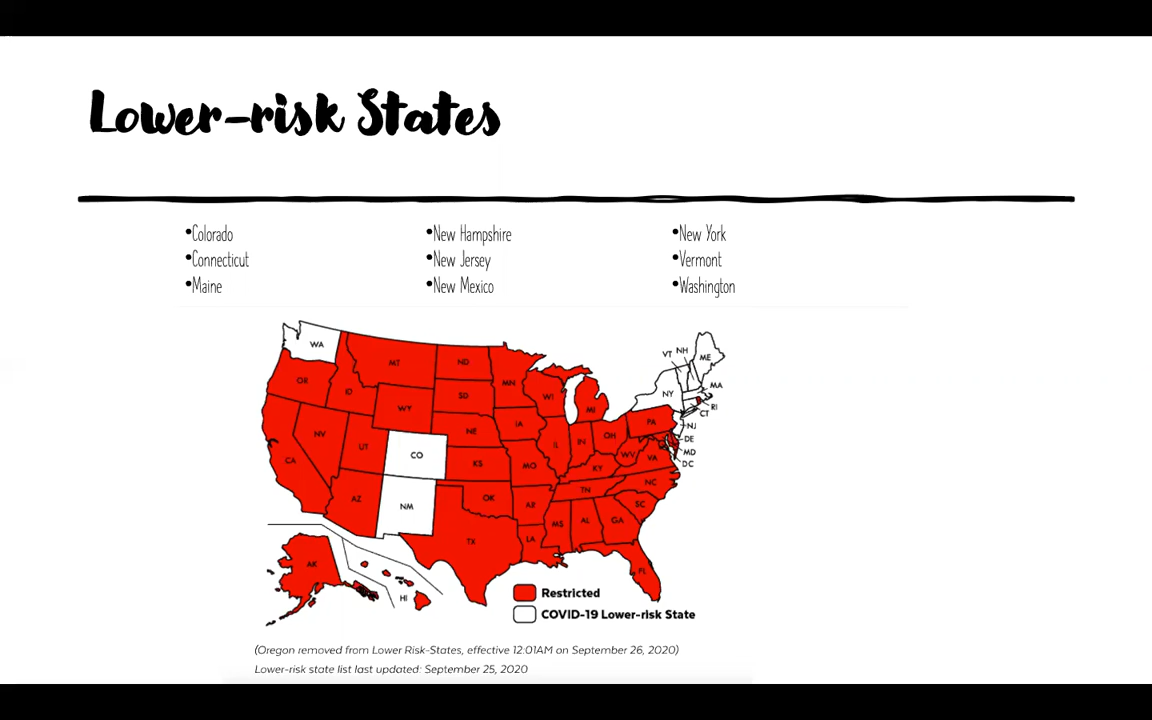 Lower-risk States
•Colorado
•Connecticut
•Maine
•New Hampshire
•New Jersey
•New Mexico
•New York
•Vermont
•Washington
WA
OR
CA
NV
ID
MT
WY
UT
AZ
CO
NM
ND
SD
NE
KS
OK
TX
MN
IA
MO
AR
LA
WI
IL
IN
MI
OH
KY
TN
MS
AL
GA
FL
SC
NC
VA
WV
PA
NY
VT
NH
ME
MA
RI
CT
NJ
DE
MD
DC
AK
HI
Restricted
COVID-19 Lower-risk State
(Oregon removed from Lower Risk-States, effective 12:01AM on September 26, 2020)
Lower-risk state list last updated: September 25, 2020